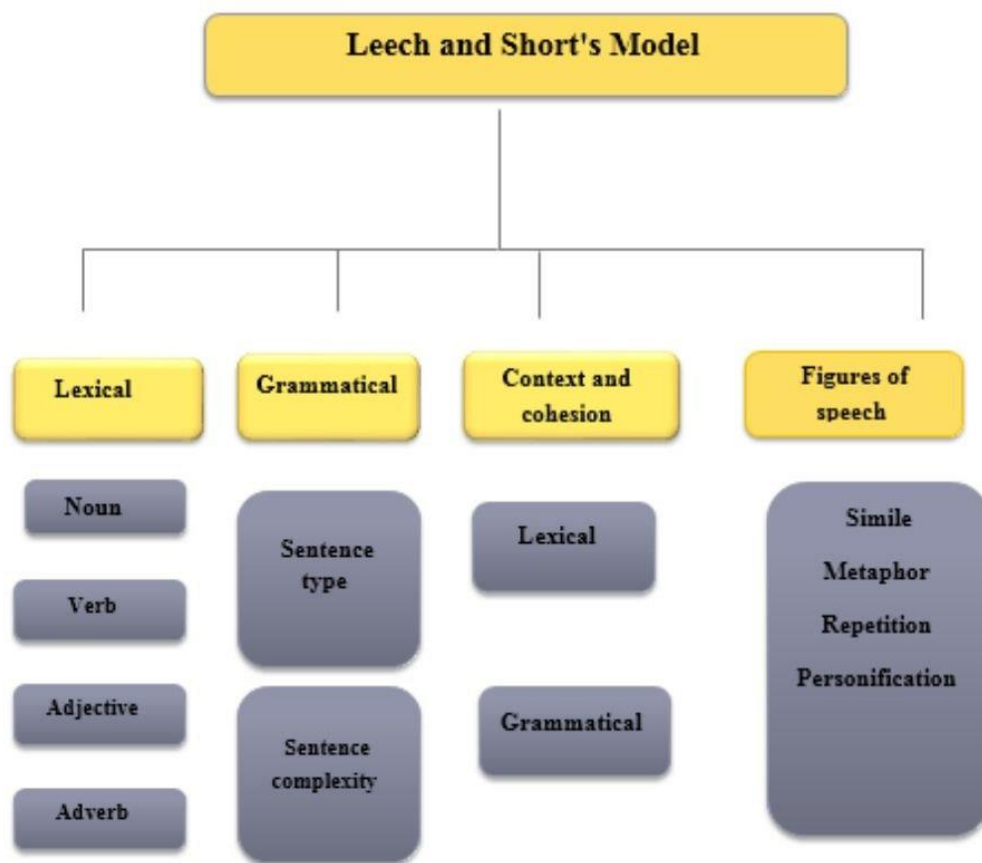 Leech and Short's Model
Lexical
Noun
Verb
Adjective
Adverb
Grammatical
Sentence
type
Sentence
complexity
Context and
cohesion
Lexical
Grammatical
Figures of
speech
Simile
Metaphor
Repetition
Personification